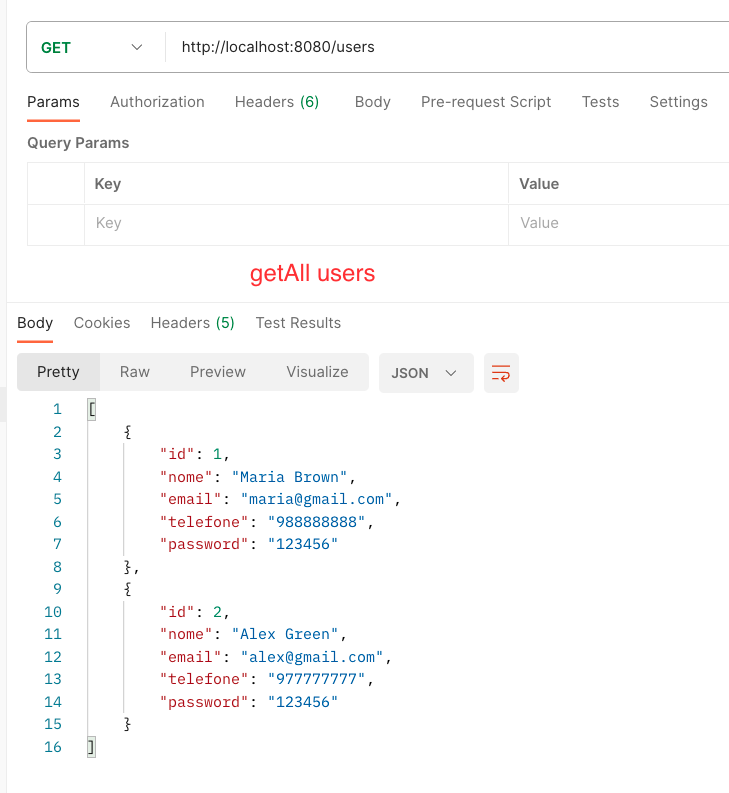 GET http://localhost:8080/users
Params Authorization Headers (6) Body Pre-request Script Tests Settings
Query Params
Key Value
Key Value
getAll users
Body Cookies Headers (5) Test Results
Pretty Raw Preview Visualize JSON
1 [
2 {
3 "id": 1,
4 "nome": "Maria Brown",
5 "email": "maria@gmail.com",
6 "telefone": "988888888",
7 "password": "123456"
8 },
9 {
10 "id": 2,
11 "nome": "Alex Green",
12 "email": "alex@gmail.com",
13 "telefone": "977777777",
14 "password": "123456"
15 }
16 ]